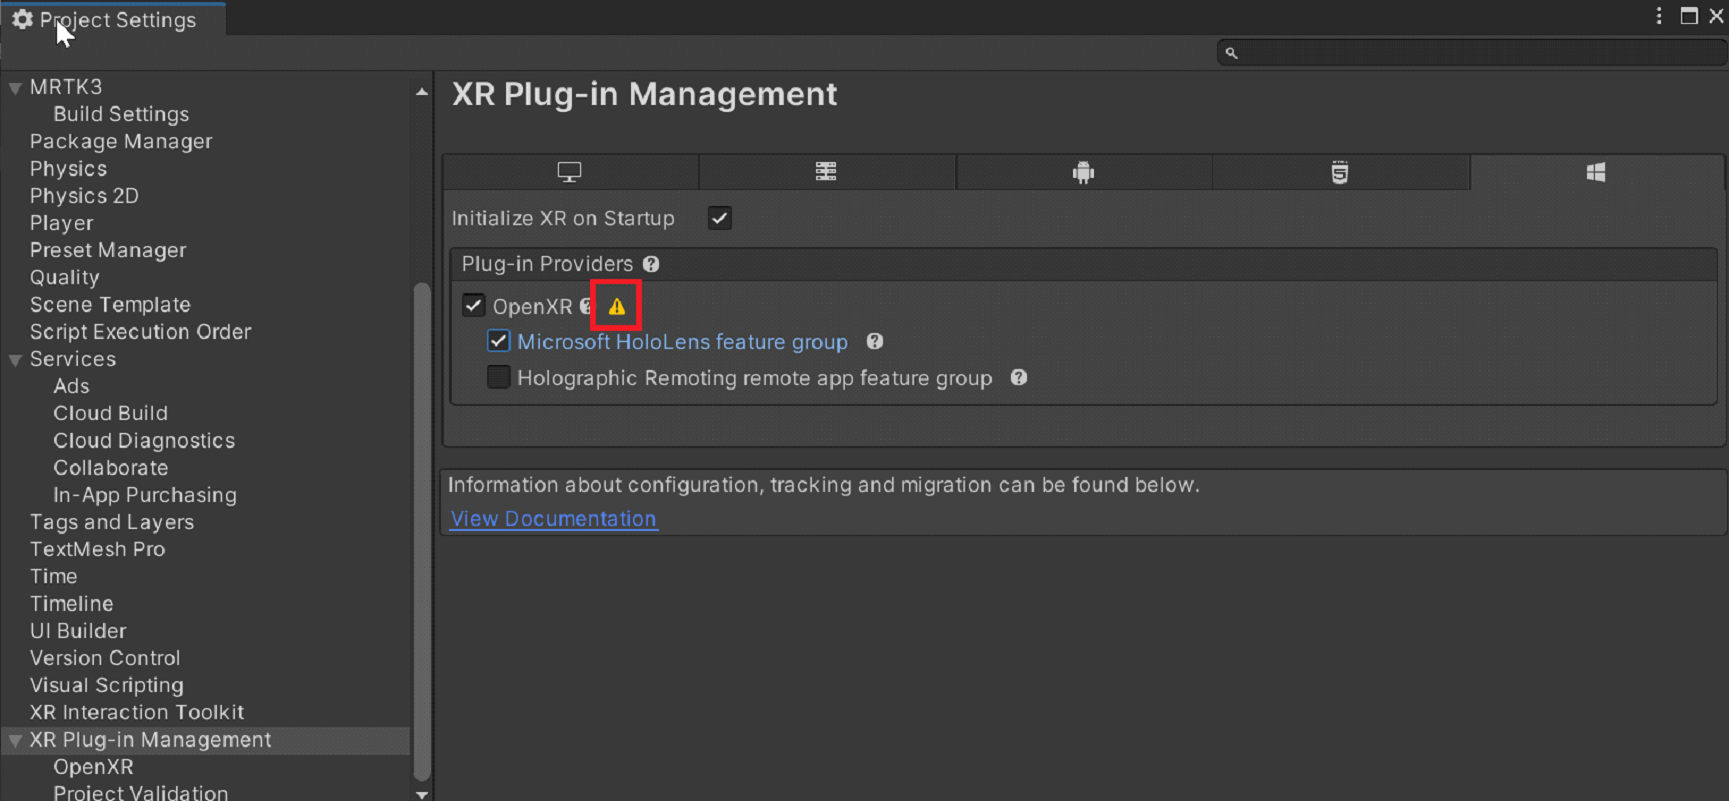 Project Settings
MRTK3
Build Settings
Package Manager
Physics
Physics 2D
Player
Preset Manager
Quality
Scene Template
Script Execution Order
Services
Ads
Cloud Build
Cloud Diagnostics
Collaborate
In-App Purchasing
Tags and Layers
TextMesh Pro
Time
Timeline
UI Builder
Version Control
Visual Scripting
XR Interaction Toolkit
XR Plug-in Management
OpenXR
Project Validation
XR Plug-in Management
Initialize XR on Startup
Plug-in Providers
OpenXR
Microsoft HoloLens feature group
Holographic Remoting remote app feature group
Information about configuration, tracking and migration can be found below.
View Documentation